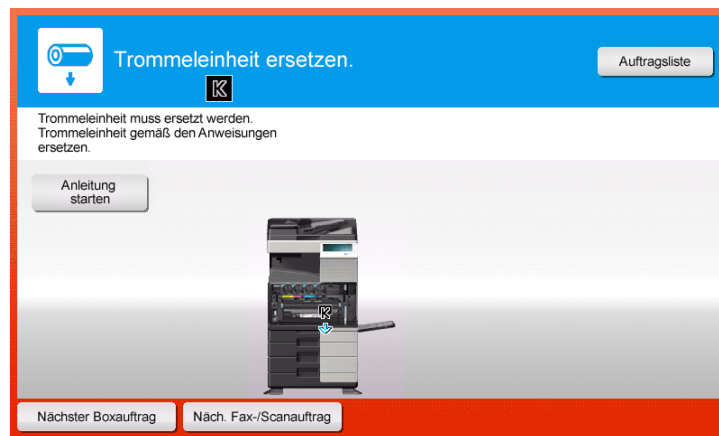 Trommeleinheit ersetzen.
Auftragsliste
K
Trommeleinheit muss ersetzt werden.
Trommeleinheit gemäß den Anweisungen
ersetzen.
Anleitung
starten
K
Nächster Boxauftrag
Näch. Fax-/Scanauftrag